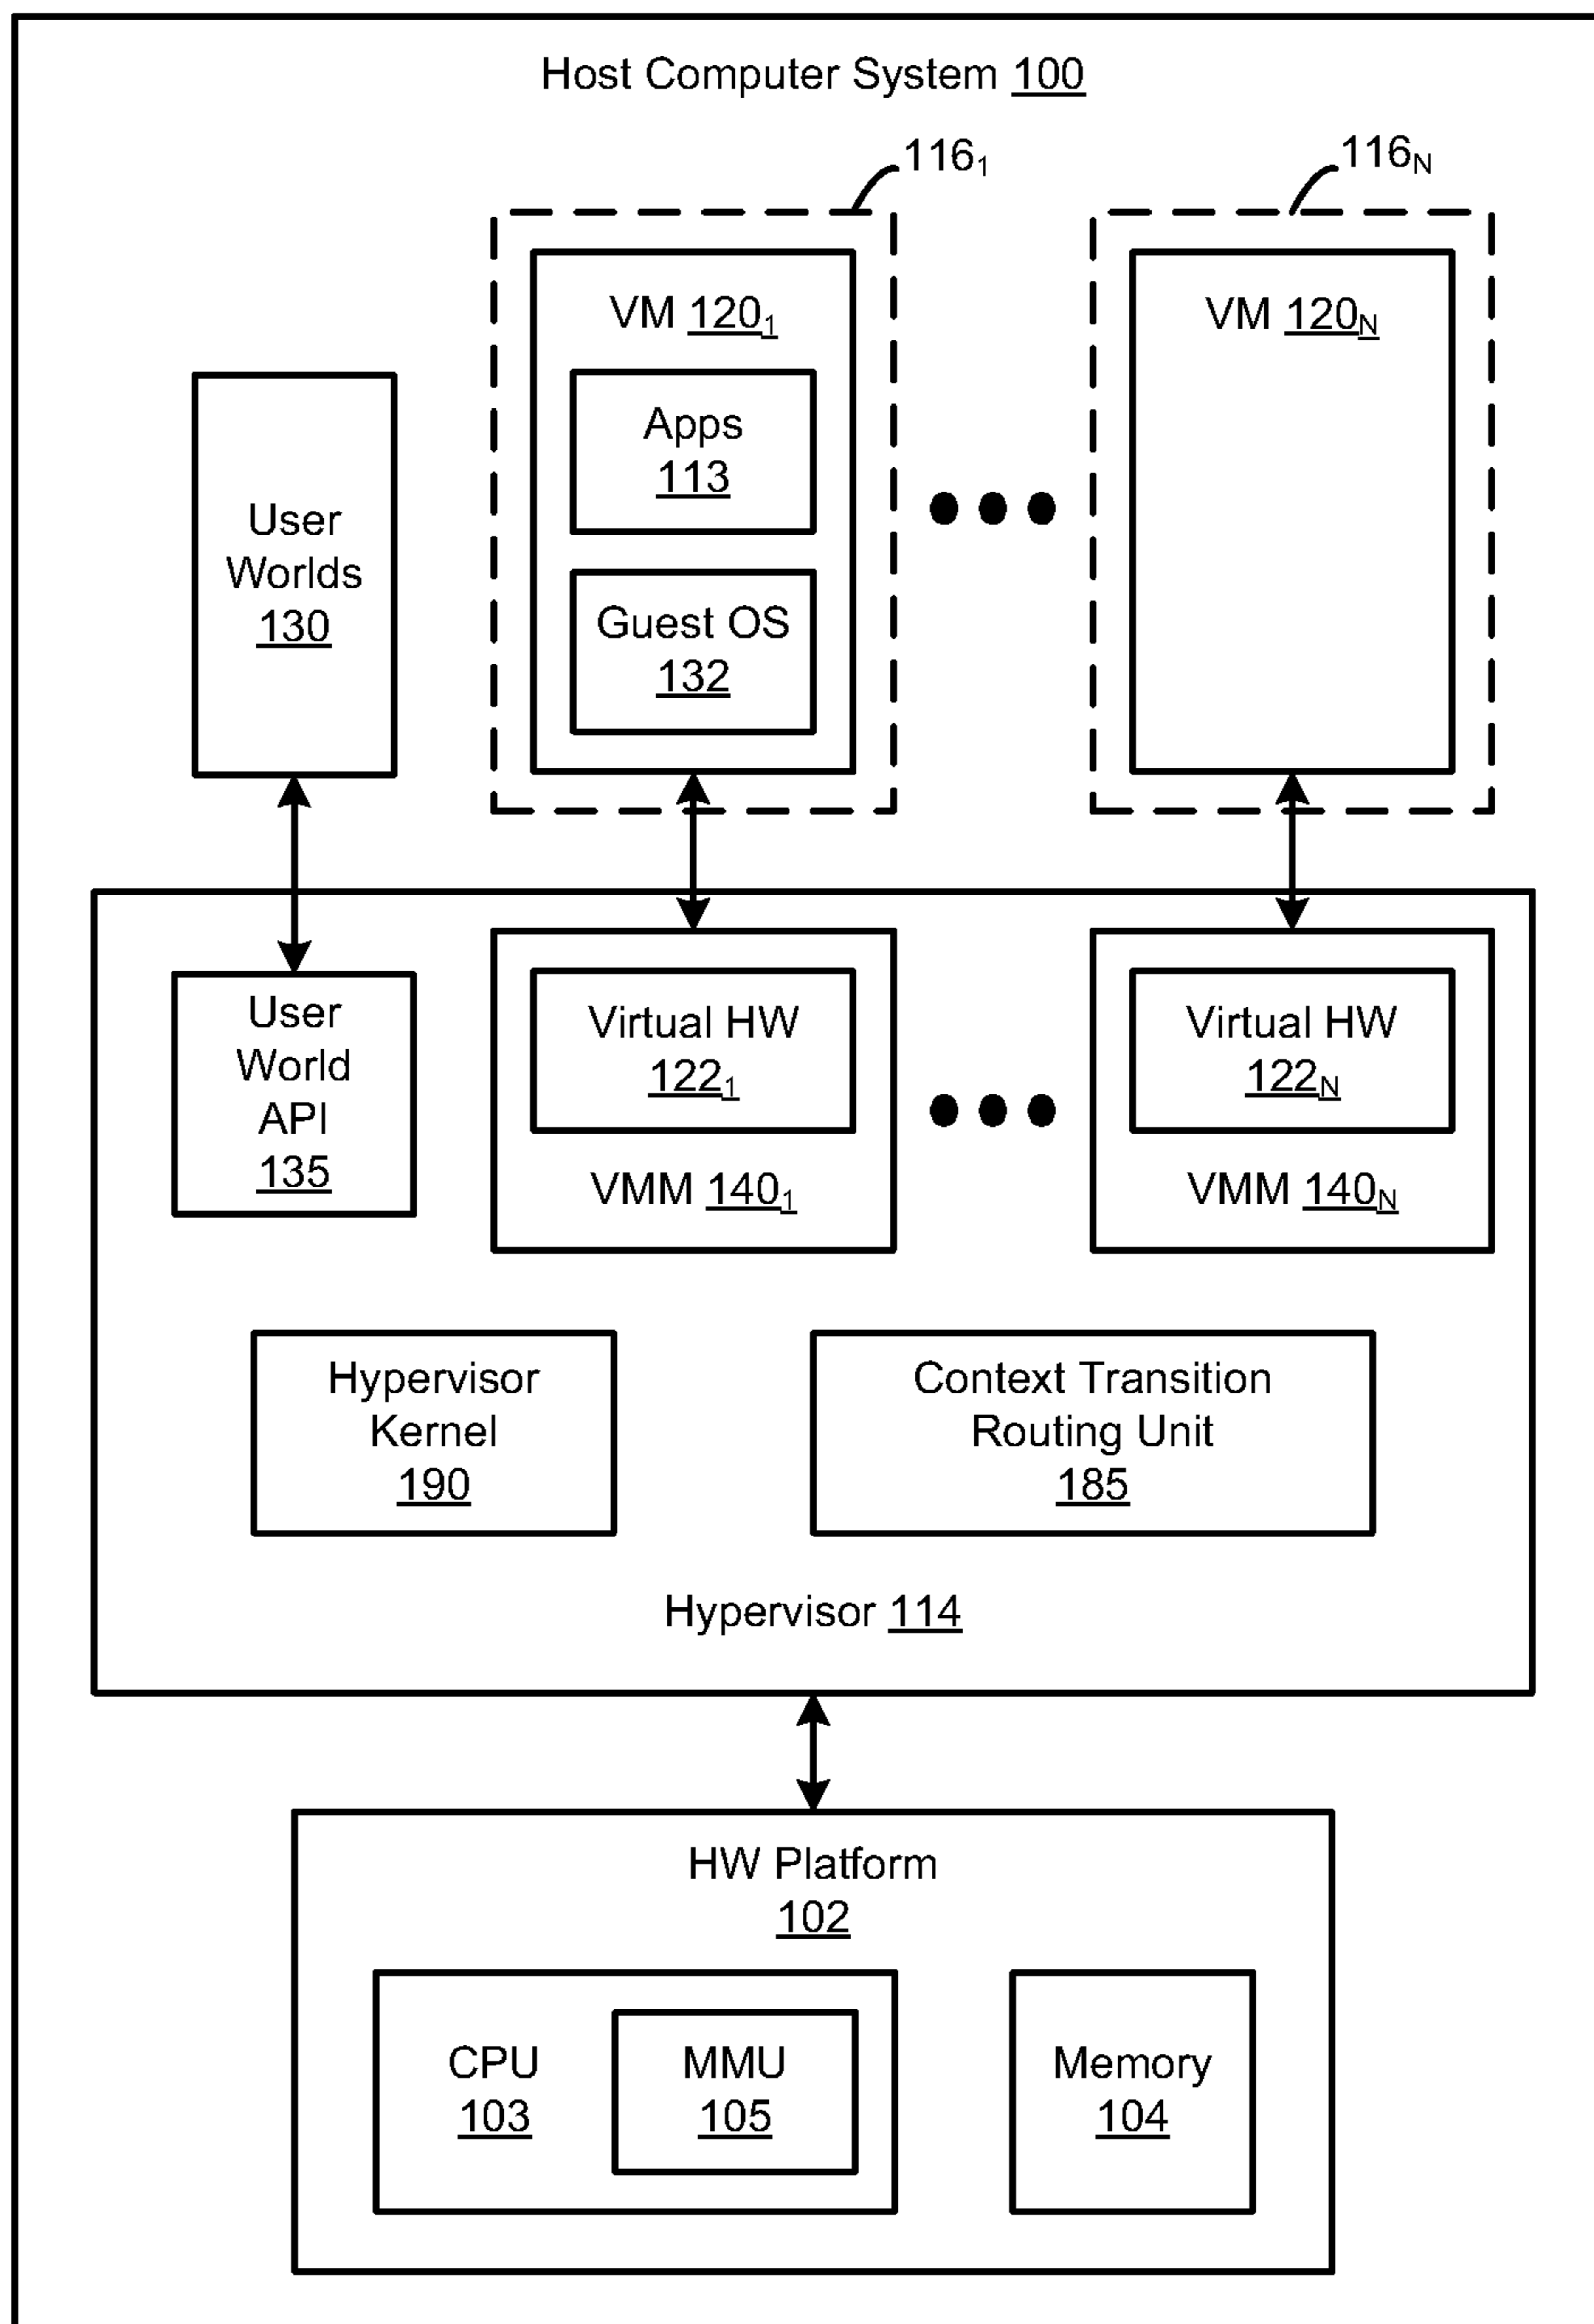 Host Computer System 100
116₁
116N
VM 120₁
VM 120N
Apps
113
User
Worlds
130
Guest OS
132
User
World
API
135
Virtual HW
122₁
Virtual HW
122N
VMM 140₁
VMM 140N
Hypervisor
Kernel
190
Context Transition
Routing Unit
185
Hypervisor 114
HW Platform
102
CPU
103
MMU
105
Memory
104